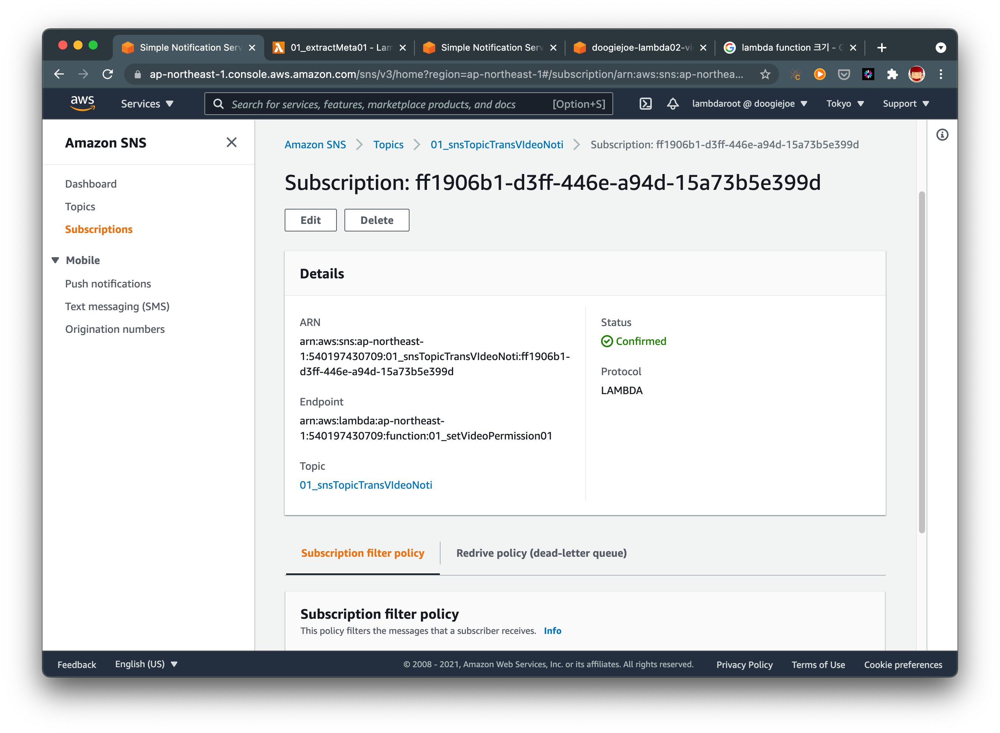 Simple Notification Serv
01_extractMeta01 - Lam
Simple Notification Serv
doogiejoe-lambda02-vi
lambda function 크기 - G
ap-northeast-1.console.aws.amazon.com/sns/v3/home?region=ap-northeast-1#/subscription/arn:aws:sns:ap-northea...
aws
Services
Search for services, features, marketplace products, and docs
[Option+S]
lambdaroot @ doogiejoe
Tokyo
Support
Amazon SNS
Dashboard
Topics
Subscriptions
Mobile
Push notifications
Text messaging (SMS)
Origination numbers
Amazon SNS
Topics
01_snsTopicTransVIdeoNoti
Subscription: ff1906b1-d3ff-446e-a94d-15a73b5e399d
Subscription: ff1906b1-d3ff-446e-a94d-15a73b5e399d
Edit
Delete
Details
ARN
arn:aws:sns:ap-northeast-
1:540197430709:01_snsTopicTransVIdeoNoti:ff1906b1-
d3ff-446e-a94d-15a73b5e399d
Endpoint
arn:aws:lambda:ap-northeast-
1:540197430709:function:01_setVideoPermission01
Topic
01_snsTopicTransVIdeoNoti
Status
Confirmed
Protocol
LAMBDA
Subscription filter policy
Redrive policy (dead-letter queue)
Subscription filter policy
This policy filters the messages that a subscriber receives. Info
Feedback
English (US)
© 2008 - 2021, Amazon Web Services, Inc. or its affiliates. All rights reserved.
Privacy Policy
Terms of Use
Cookie preferences